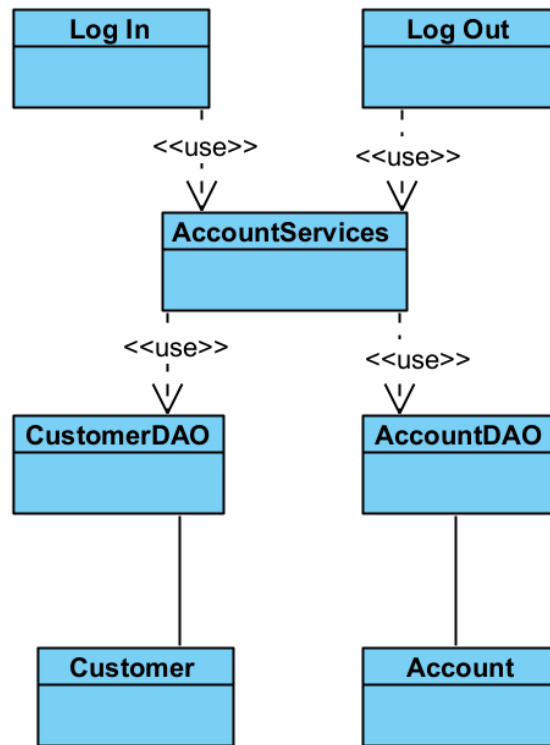 Log In
Log Out
<<use>>
<<use>>
AccountServices
<<use>>
<<use>>
CustomerDAO
AccountDAO
Customer
Account